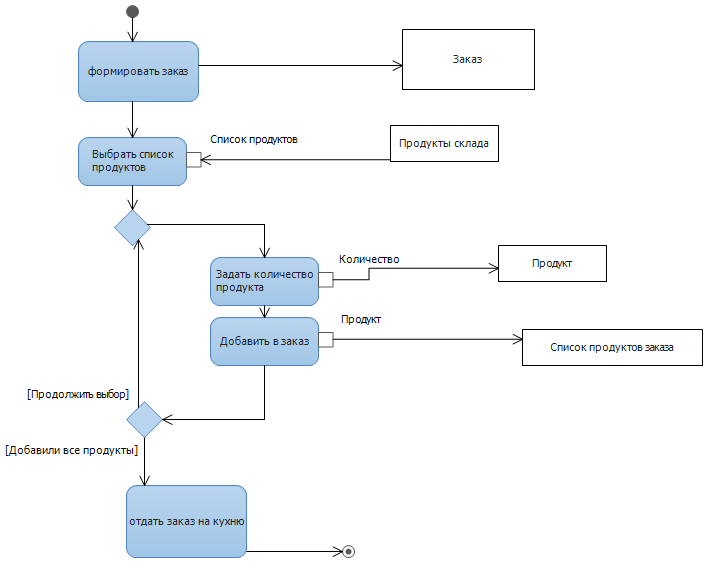 формировать заказ
Заказ
Список продуктов
Продукты склада
Выбрать список
продуктов
Количество
Продукт
Задать количество
продукта
Продукт
Добавить в заказ
Список продуктов заказа
[Продолжить выбор]
[Добавили все продукты]
отдать заказ на кухню